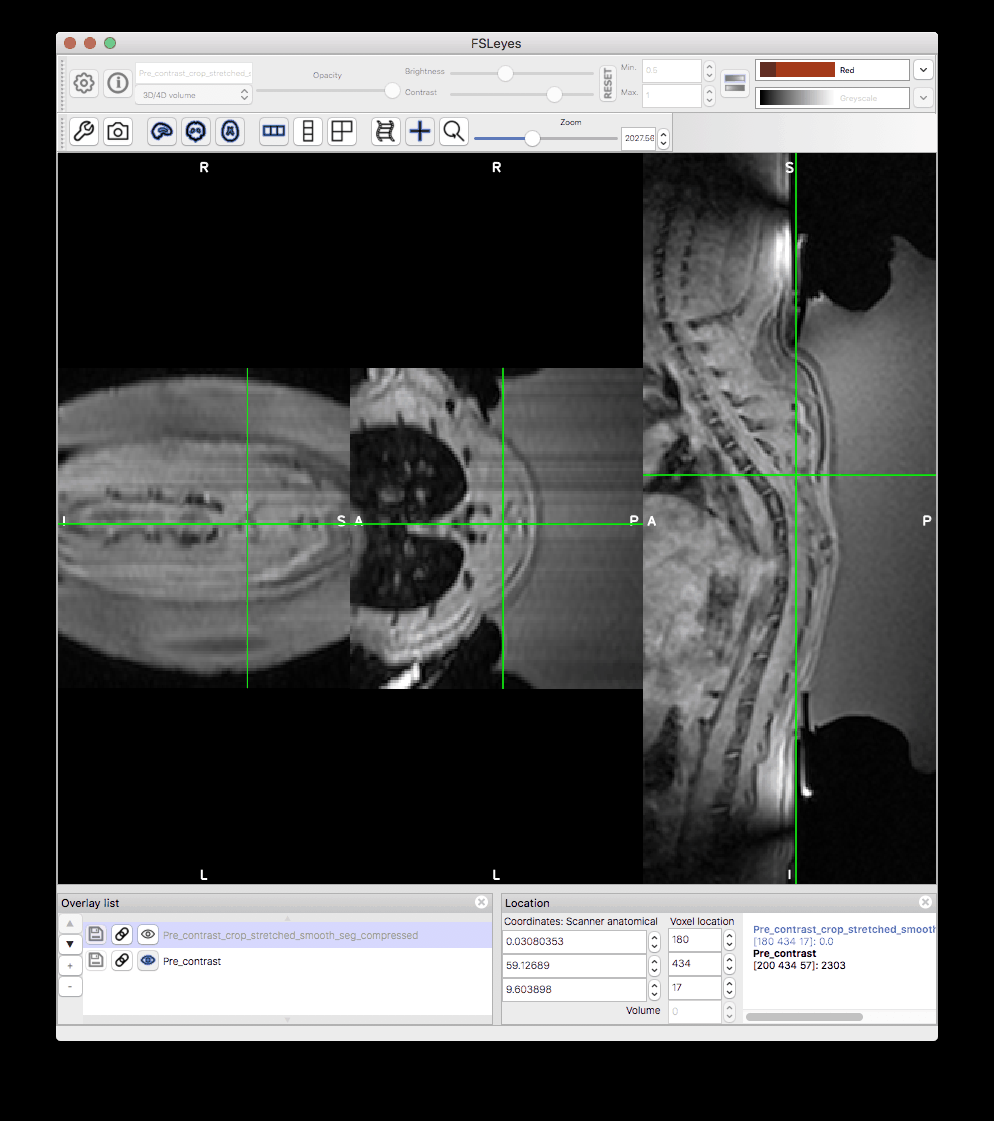 FSLeyes
Pre_contrast_crop_stretched_s
3D/4D volume
Opacity
Brightness
Contrast
RESET
Min.
0.5
Max.
1
Red
Greyscale
Zoom
2027.56
R
R
S
I
S
A
P
A
P
L
L
I
Overlay list
Pre_contrast_crop_stretched_smooth_seg_compressed
Pre_contrast
+
-
Location
Coordinates: Scanner anatomical
Voxel location
0.03080353
180
59.12689
434
9.603898
17
Volume
0
Pre_contrast_crop_stretched_smooth
[180 434 17]: 0.0
Pre_contrast
[200 434 57]: 2303